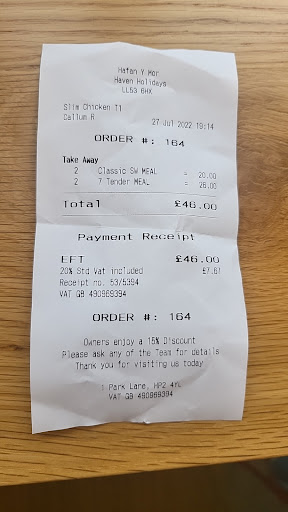 Hafan Y Mor
Haven Holidays
LL53 6HX
Slim Chicken T1
Callum R 27 Jul 2022 19:14
ORDER #: 164
Take Away
2 Classic SW MEAL = 20.00
2 7 Tender MEAL = 26.00
Total £46.00
Payment Receipt
EFT £46.00
20% Std Vat included £7.67
Receipt no. 53/5394
VAT GB 490969394
ORDER #: 164
Owners enjoy a 15% Discount
Please ask any of the Team for details
Thank you for visiting us today
1 Park Lane, HP2 4YL
VAT GB 490969394